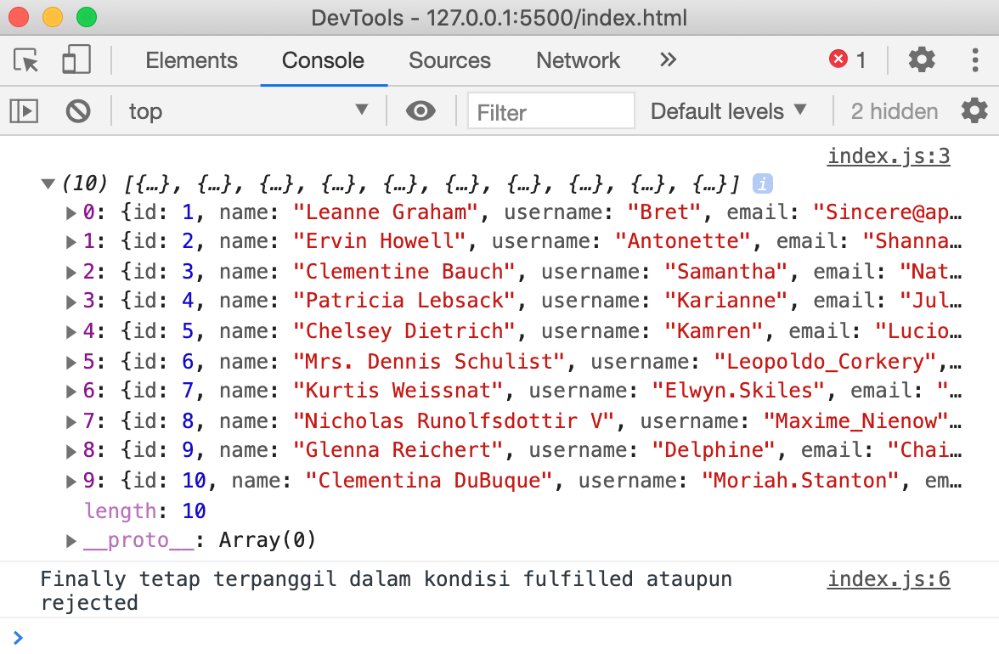 DevTools - 127.0.0.1:5500/index.html
Elements Console Sources Network » 1
top Filter Default levels 2 hidden
index.js:3
(10) [{…}, {…}, {…}, {…}, {…}, {…}, {…}, {…}, {…}, {…}] i
0: {id: 1, name: "Leanne Graham", username: "Bret", email: "Sincere@ap…
1: {id: 2, name: "Ervin Howell", username: "Antonette", email: "Shanna…
2: {id: 3, name: "Clementine Bauch", username: "Samantha", email: "Nat…
3: {id: 4, name: "Patricia Lebsack", username: "Karianne", email: "Jul…
4: {id: 5, name: "Chelsey Dietrich", username: "Kamren", email: "Lucio…
5: {id: 6, name: "Mrs. Dennis Schulist", username: "Leopoldo_Corkery",…
6: {id: 7, name: "Kurtis Weissnat", username: "Elwyn.Skiles", email: "…
7: {id: 8, name: "Nicholas Runolfsdottir V", username: "Maxime_Nienow"…
8: {id: 9, name: "Glenna Reichert", username: "Delphine", email: "Chai…
9: {id: 10, name: "Clementina DuBuque", username: "Moriah.Stanton", em…
length: 10
__proto__: Array(0)
Finally tetap terpanggil dalam kondisi fulfilled ataupun index.js:6
rejected